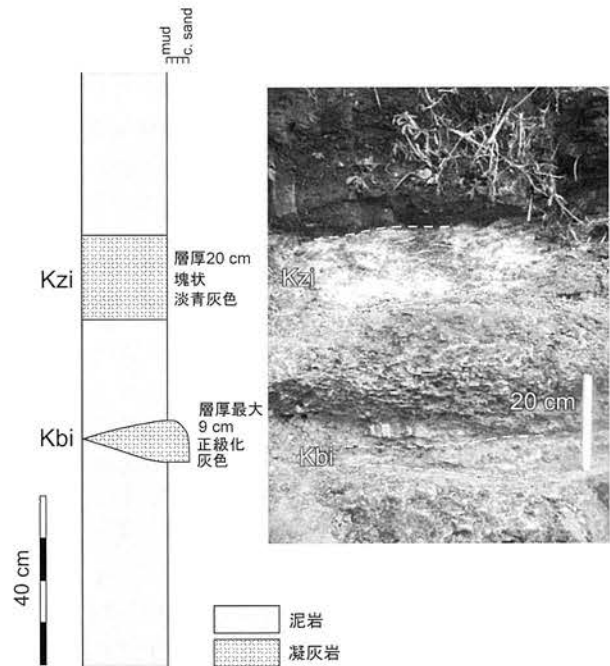 mud
c. sand
Kzi
層厚20 cm
塊状
淡青灰色
Kbi
層厚最大
9 cm
正級化
灰色
40 cm
泥岩
凝灰岩
Kzi
20 cm
Kbi